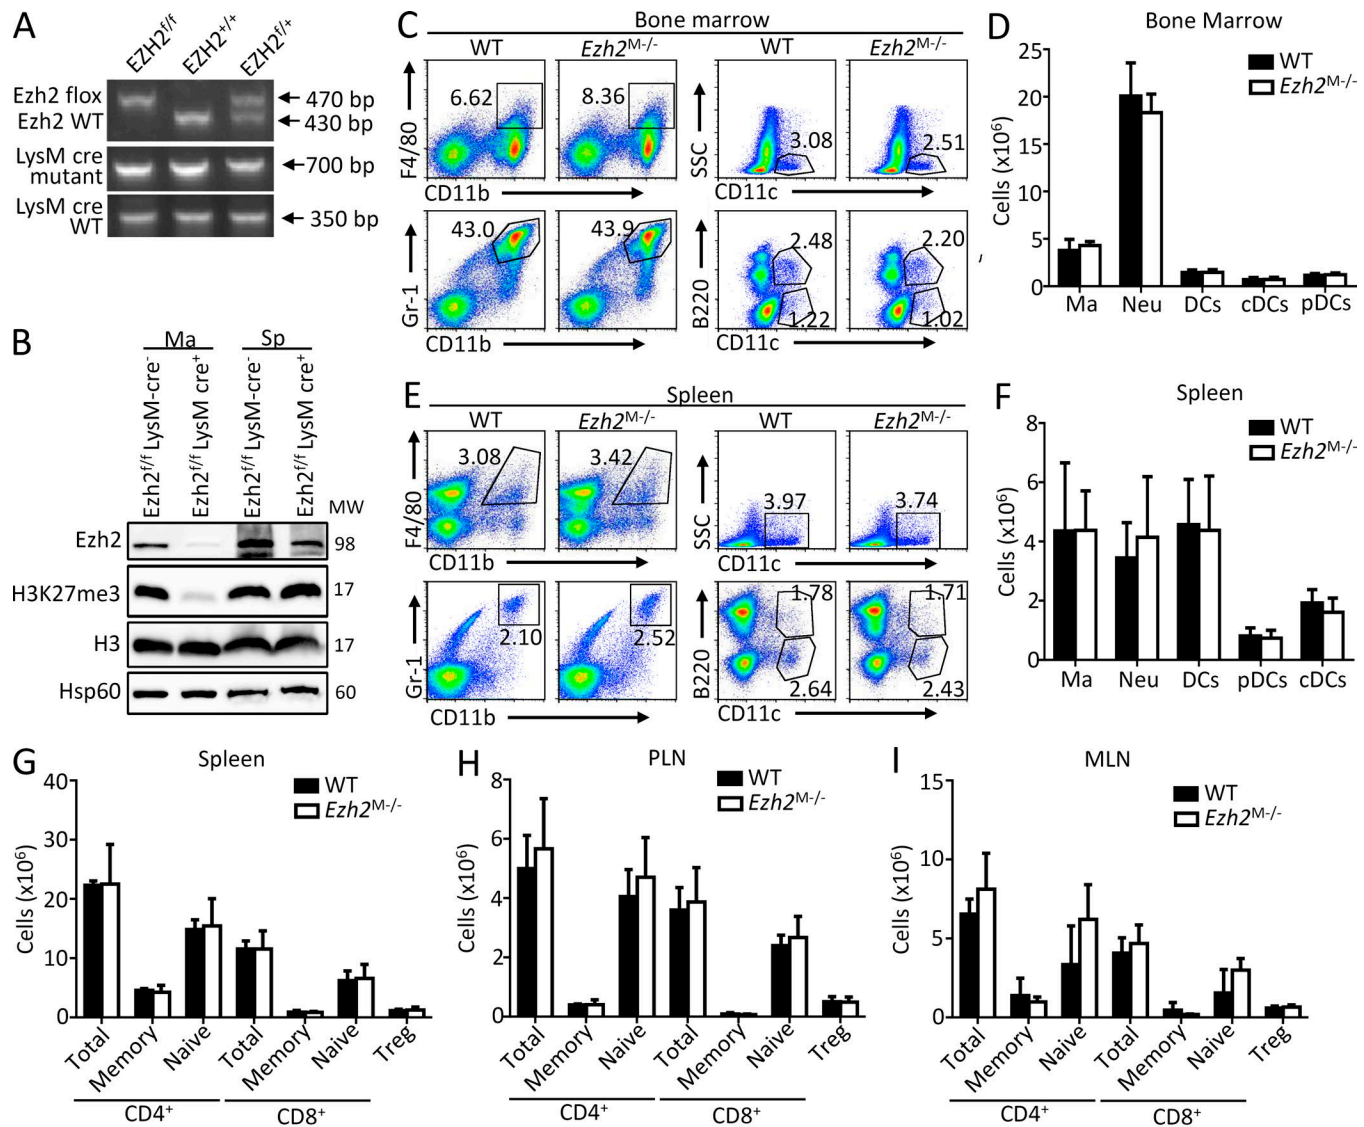 A
EZH2f/f
EZH2+/+
EZH2f/+
Ezh2 flox
470 bp
Ezh2 WT
430 bp
LysM cre
mutant
700 bp
LysM cre
WT
350 bp
B
Ma
Sp
Ezh2f/f LysM-cre-
Ezh2f/f LysM cre+
Ezh2f/f LysM-cre-
Ezh2f/f LysM cre+
MW
Ezh2
98
H3K27me3
17
H3
17
Hsp60
60
C
Bone marrow
WT
Ezh2M-/-
WT
Ezh2M-/-
F4/80
6.62
8.36
CD11b
SSC
3.08
2.51
CD11c
Gr-1
43.0
43.9
CD11b
B220
2.48
2.20
1.22
1.02
CD11c
D
Bone Marrow
WT
Ezh2M-/-
Cells (x10⁶)
25
20
15
10
5
0
Ma
Neu
DCs
cDCs
pDCs
E
Spleen
WT
Ezh2M-/-
WT
Ezh2M-/-
F4/80
3.08
3.42
CD11b
SSC
3.97
3.74
CD11c
Gr-1
2.10
2.52
CD11b
B220
1.78
1.71
2.64
2.43
CD11c
F
Spleen
WT
Ezh2M-/-
Cells (x10⁶)
8
6
4
2
0
Ma
Neu
DCs
pDCs
cDCs
G
Spleen
WT
Ezh2M-/-
Cells (x10⁶)
40
30
20
10
0
Total
Memory
Naive
Total
Memory
Naive
Treg
CD4+
CD8+
H
PLN
WT
Ezh2M-/-
Cells (x10⁶)
8
6
4
2
0
Total
Memory
Naive
Total
Memory
Naive
Treg
CD4+
CD8+
I
MLN
WT
Ezh2M-/-
Cells (x10⁶)
15
10
5
0
Total
Memory
Naive
Total
Memory
Naive
Treg
CD4+
CD8+